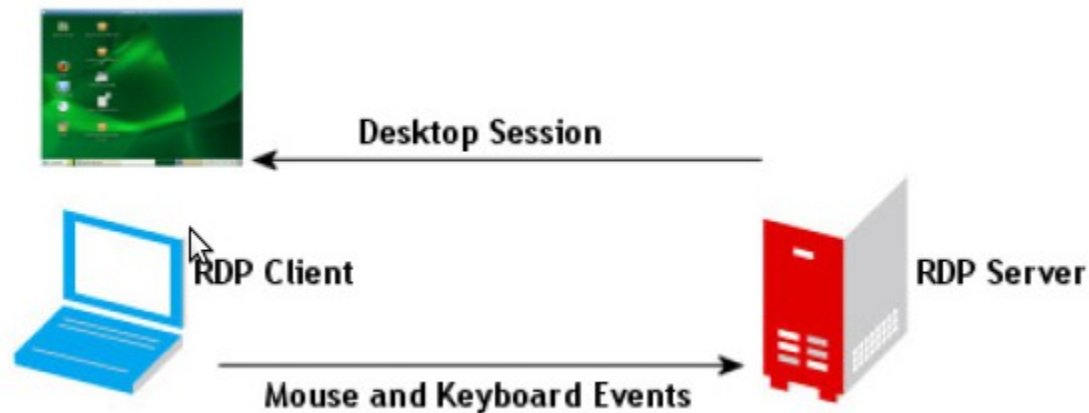 Desktop Session
RDP Client
RDP Server
Mouse and Keyboard Events